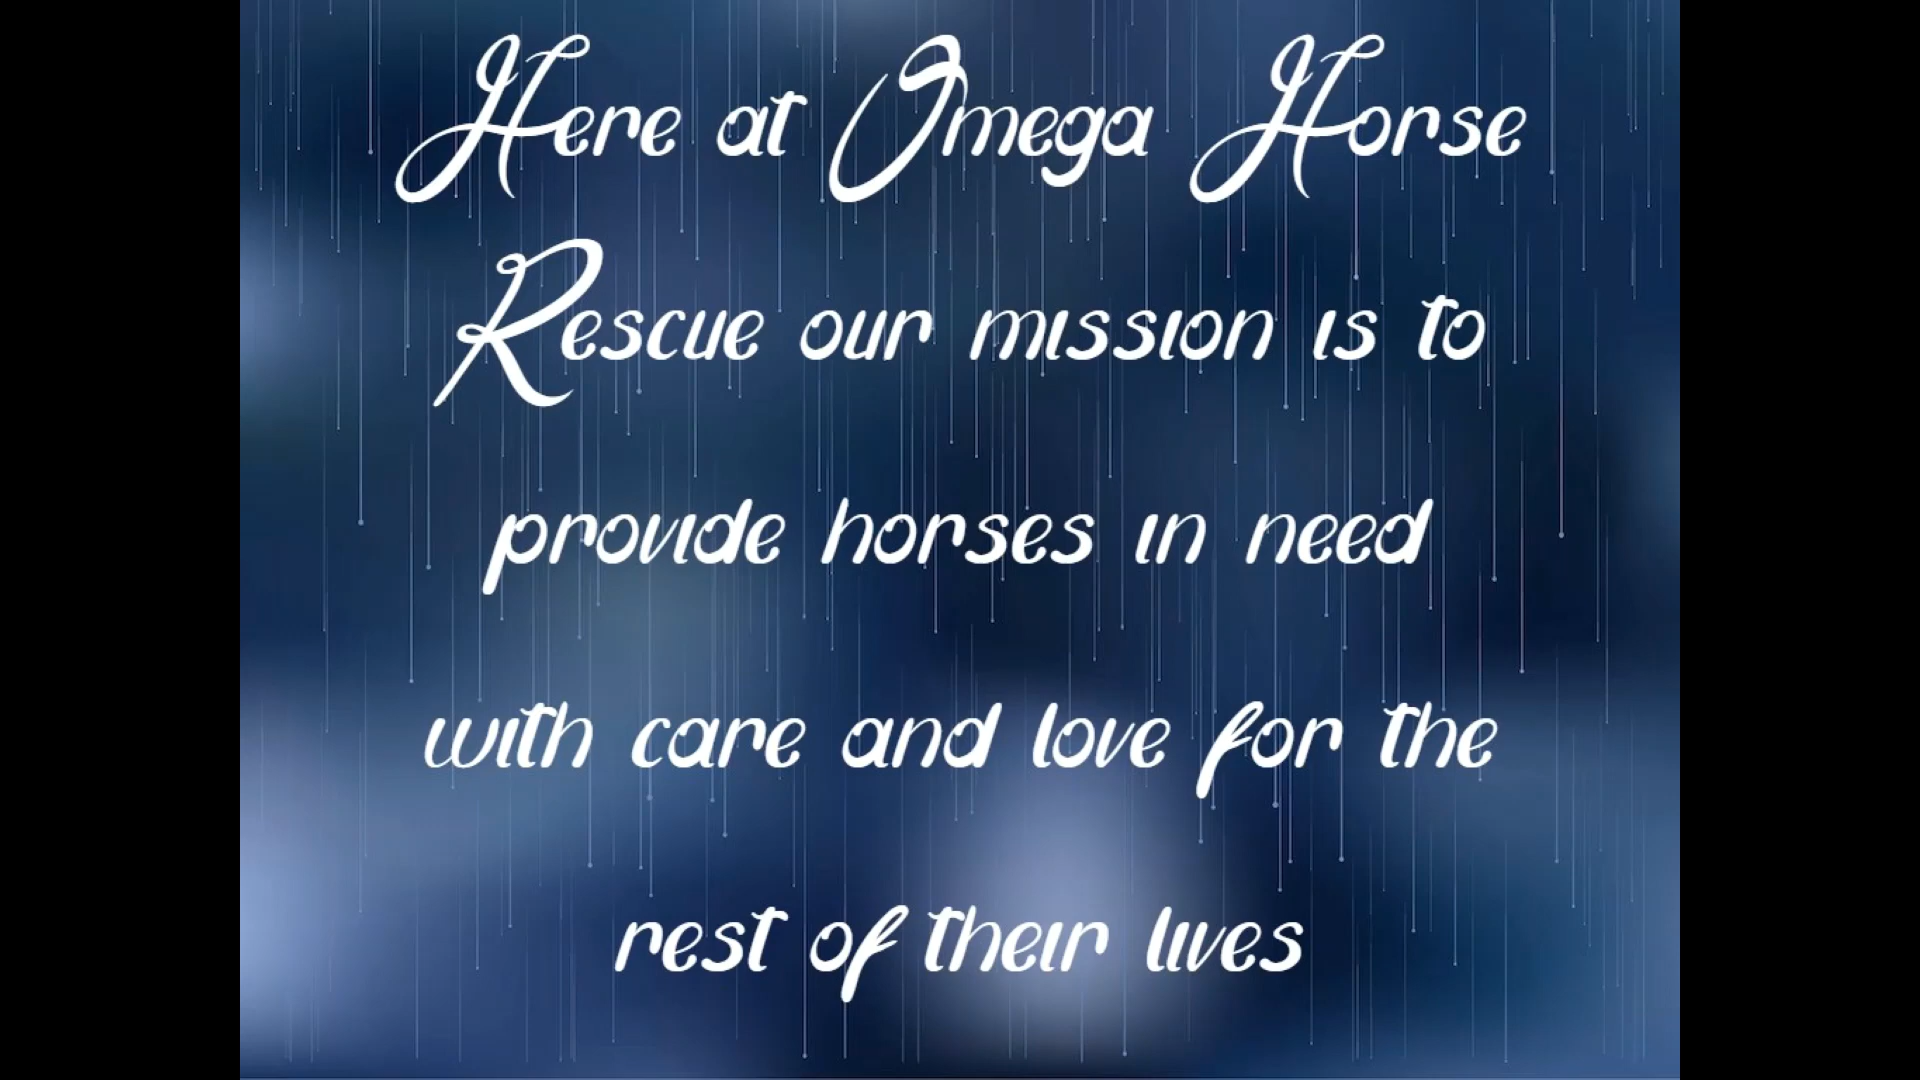 Here at Omega Horse
Rescue our mission is to
provide horses in need
with care and love for the
rest of their lives